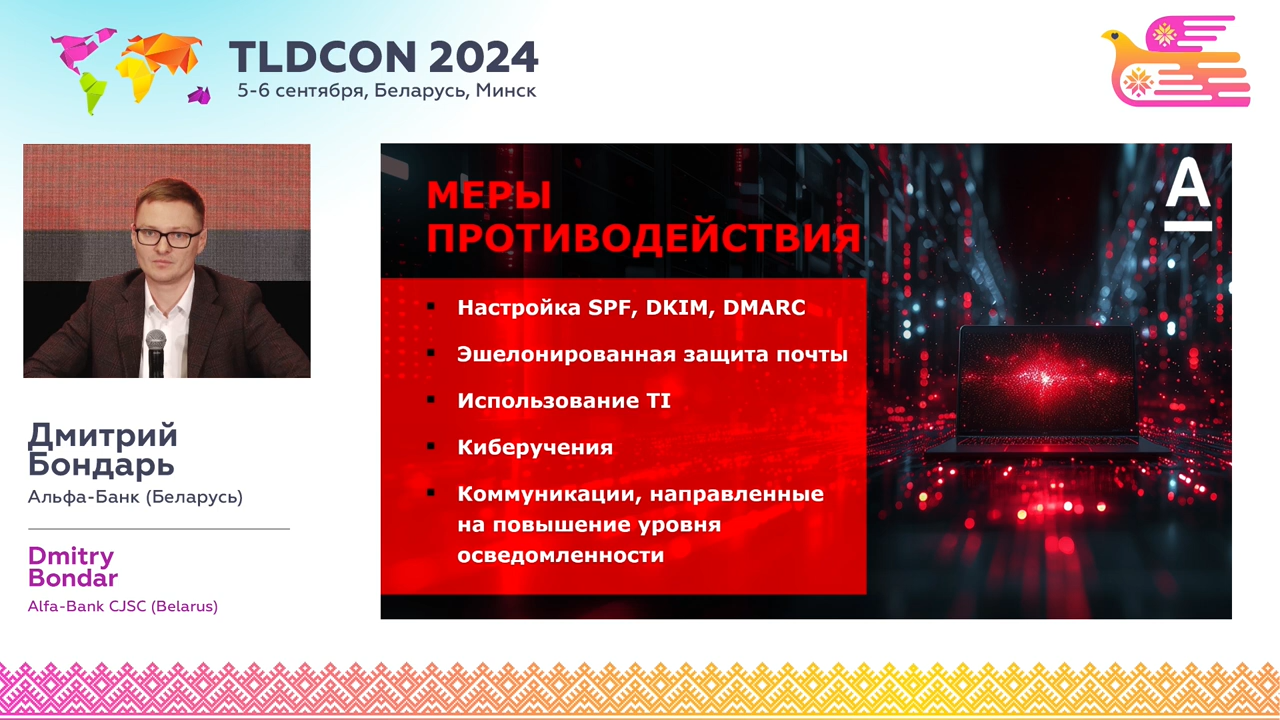 TLDCON 2024
5-6 сентября, Беларусь, Минск
МЕРЫ
ПРОТИВОДЕЙСТВИЯ
А
Настройка SPF, DKIM, DMARC
Эшелонированная защита почты
Использование TI
Киберучения
Коммуникации, направленные
на повышение уровня
осведомленности
Дмитрий
Бондарь
Альфа-Банк (Беларусь)
Dmitry
Bondar
Alfa-Bank CJSC (Belarus)